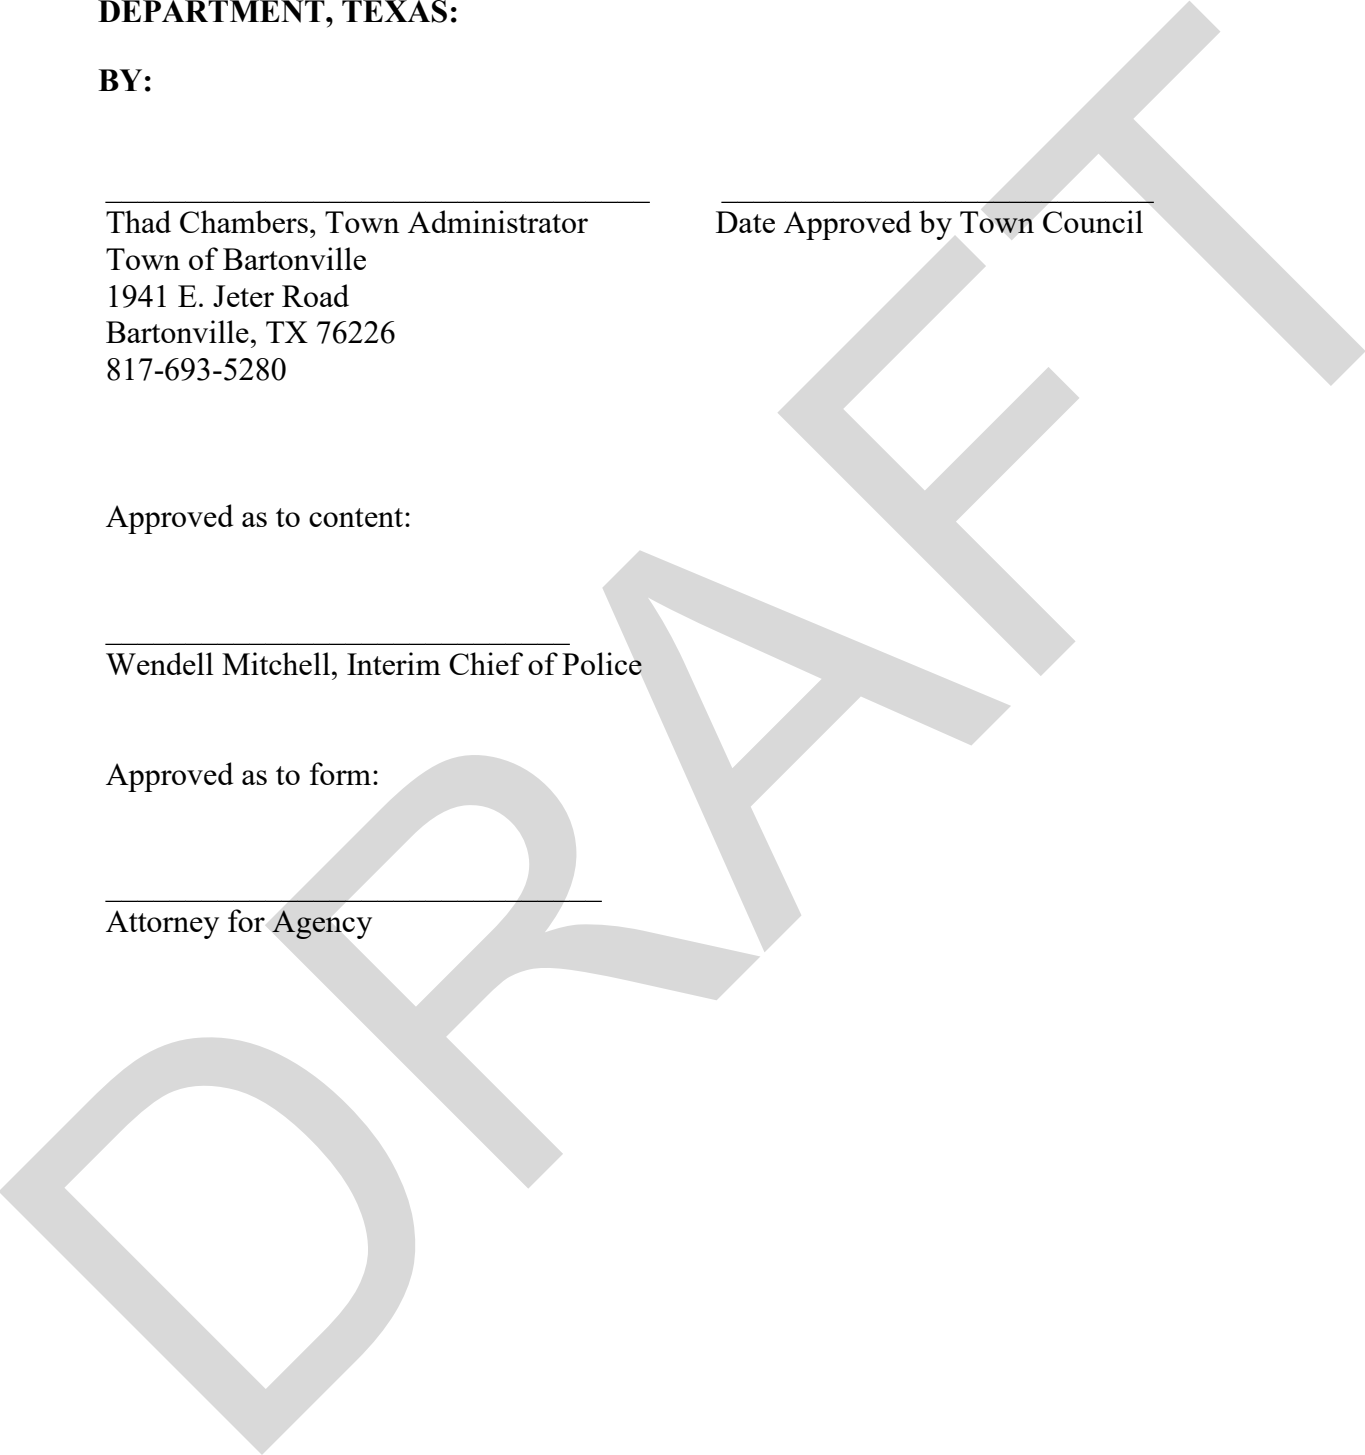 DEPARTMENT, TEXAS:
BY:
Thad Chambers, Town Administrator
Date Approved by Town Council
Town of Bartonville
1941 E. Jeter Road
Bartonville, TX 76226
817-693-5280
Approved as to content:
Wendell Mitchell, Interim Chief of Police
Approved as to form:
Attorney for Agency
DRAFT